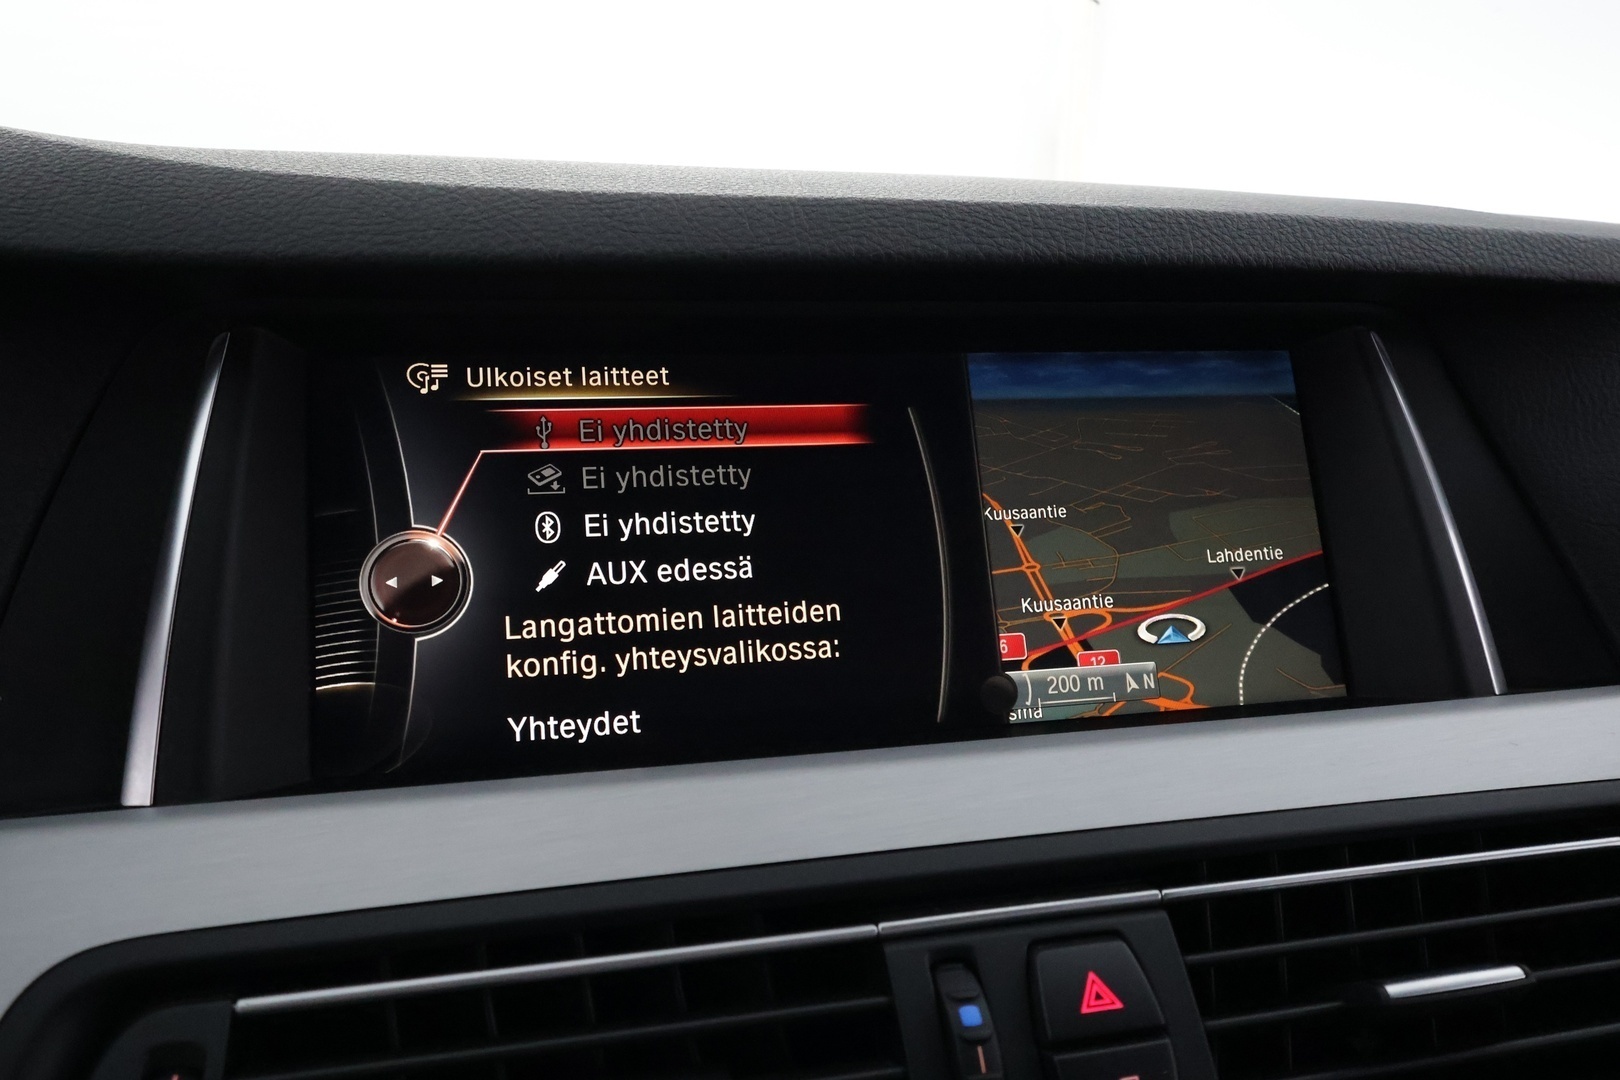 Ulkoiset laitteet
Ei yhdistetty
Ei yhdistetty
Ei yhdistetty
AUX edessä
Langattomien laitteiden
konfig. yhteysvalikossa:
Yhteydet
Kuusaantie
Lahdentie
Kuusaantie
6
12
200 m
N